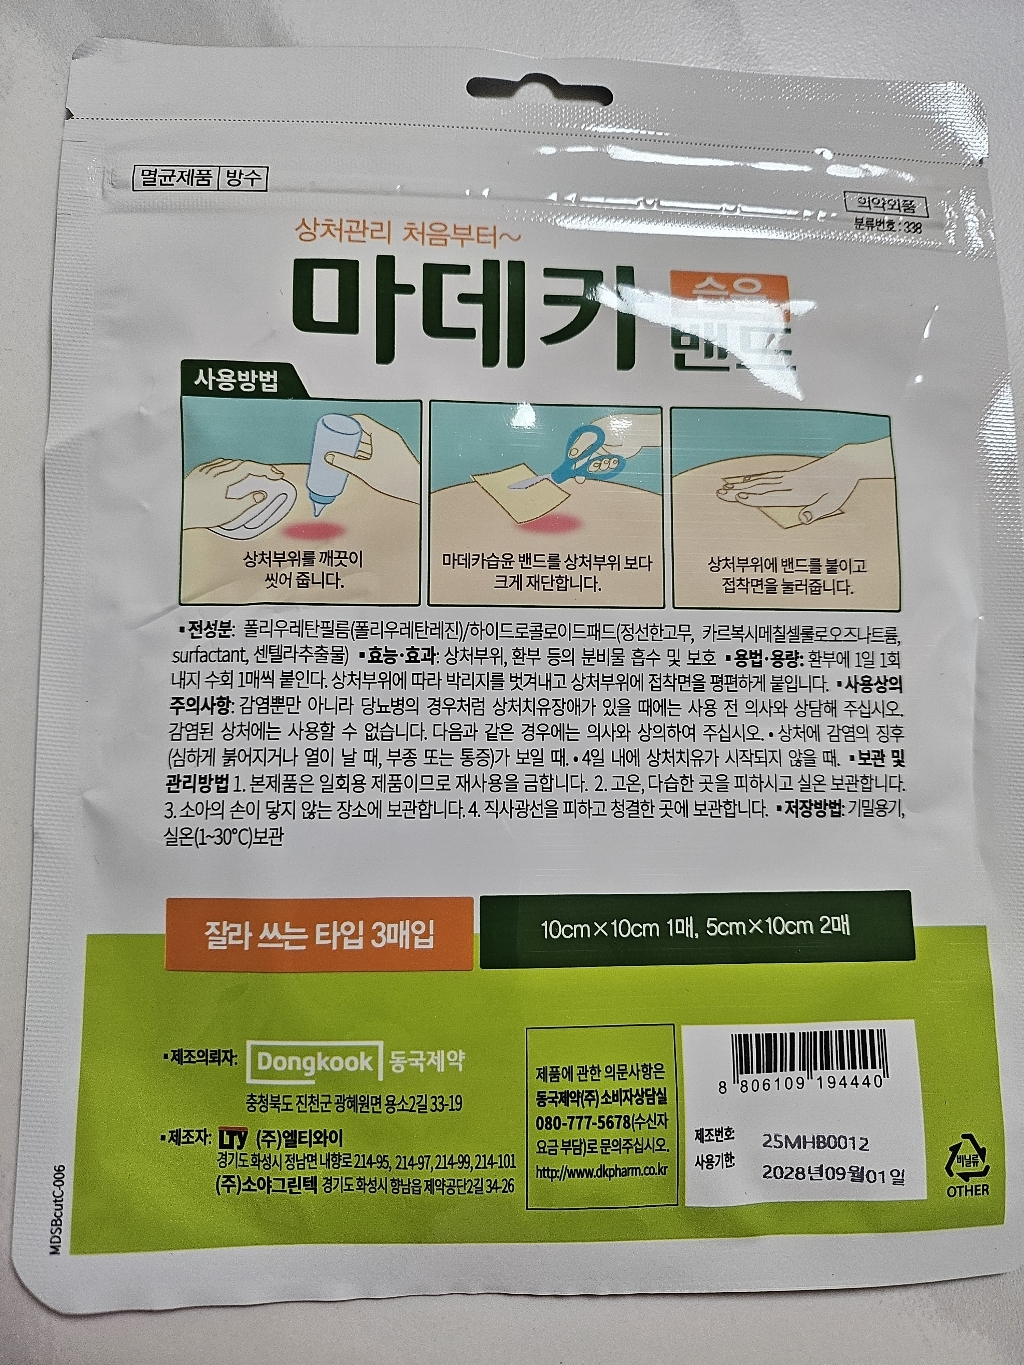 멸균제품 방수
의약외품
분류번호 : 338
상처관리 처음부터~
마데카 습윤
밴드
사용방법
상처부위를 깨끗이
씻어 줍니다.
마데카습윤 밴드를 상처부위 보다
크게 재단합니다.
상처부위에 밴드를 붙이고
접착면을 눌러줍니다.
▪전성분: 폴리우레탄필름(폴리우레탄레진)/하이드로콜로이드패드(정선한고무, 카르복시메칠셀룰로오즈나트륨,
surfactant, 센텔라추출물) ▪효능·효과: 상처부위, 환부 등의 분비물 흡수 및 보호 ▪용법·용량: 환부에 1일 1회
내지 수회 1매씩 붙인다. 상처부위에 따라 박리지를 벗겨내고 상처부위에 접착면을 평편하게 붙입니다. ▪사용상의
주의사항: 감염뿐만 아니라 당뇨병의 경우처럼 상처치유장애가 있을 때에는 사용 전 의사와 상담해 주십시오.
감염된 상처에는 사용할 수 없습니다. 다음과 같은 경우에는 의사와 상의하여 주십시오. • 상처에 감염의 징후
(심하게 붉어지거나 열이 날 때, 부종 또는 통증)가 보일 때. • 4일 내에 상처치유가 시작되지 않을 때. ▪보관 및
관리방법 1. 본제품은 일회용 제품이므로 재사용을 금합니다. 2. 고온, 다습한 곳을 피하시고 실온 보관합니다.
3. 소아의 손이 닿지 않는 장소에 보관합니다. 4. 직사광선을 피하고 청결한 곳에 보관합니다. ▪저장방법: 기밀용기,
실온(1~30℃)보관
잘라 쓰는 타입 3매입
10cm×10cm 1매, 5cm×10cm 2매
▪제조의뢰자: Dongkook 동국제약
충청북도 진천군 광혜원면 용소2길 33-19
▪제조자: LTY (주)엘티와이
경기도 화성시 정남면 내향로 214-95, 214-97, 214-99, 214-101
(주)소야그린텍 경기도 화성시 향남읍 제약공단2길 34-26
제품에 관한 의문사항은
동국제약(주) 소비자상담실
080-777-5678(수신자
요금 부담)로 문의주십시오.
http://www.dkpharm.co.kr
8 806109 194440
제조번호: 25MHB0012
사용기한: 2028년09월01일
비닐류
OTHER
MDSBcutC-006